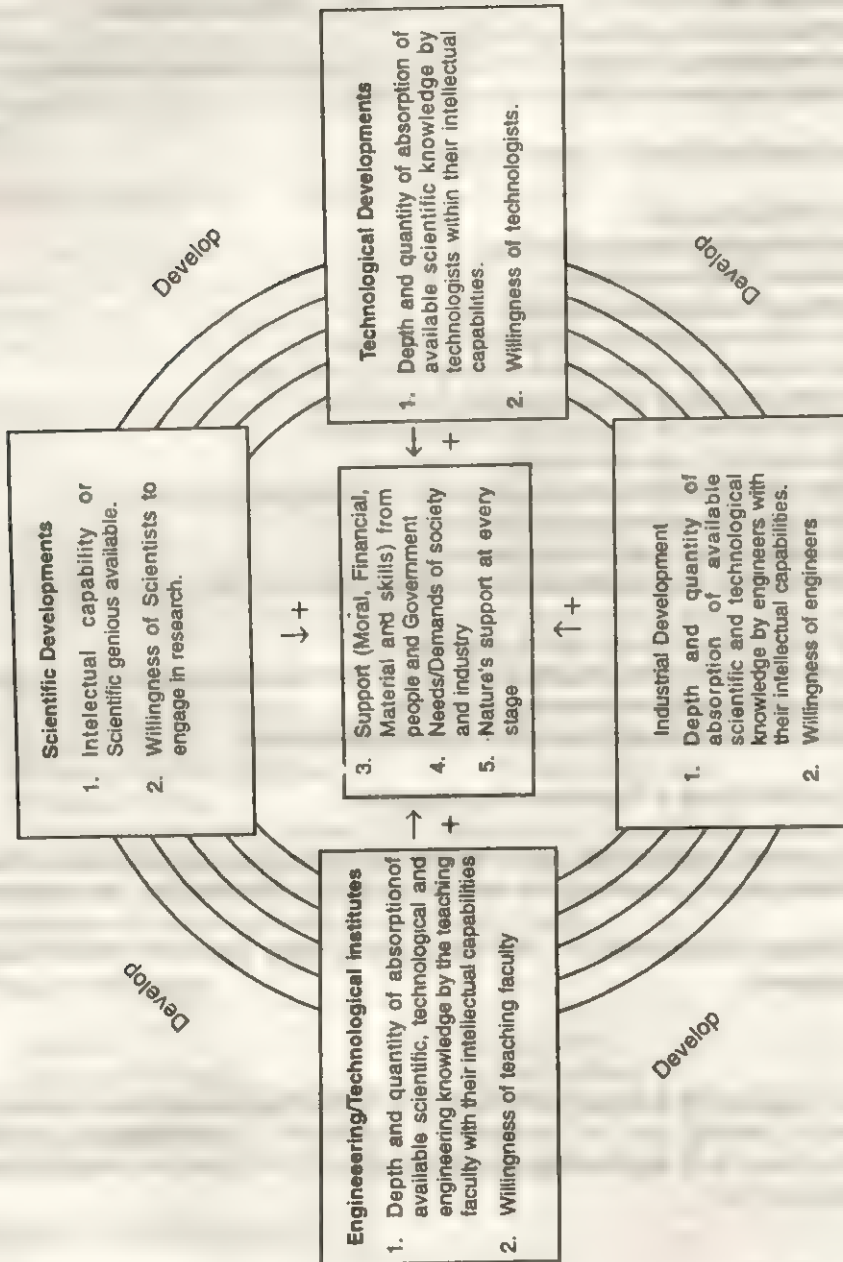 Scientific Developments
1. Intelectual capability or
Scientific genious available.
2. Willingness of Scientists to
engage in research.
Develop
Develop
Engineering/Technological institutes
1. Depth and quantity of absorptionof
available scientific, technological and
engineering knowledge by the teaching
faculty with their intellectual capabilities
2. Willingness of teaching faculty
↓+
→
+
3. Support (Moral, Financial,
Material and skills) from
people and Government
4. Needs/Demands of society
and industry
5. Nature's support at every
stage
←
+
↑+
Technological Developments
1. Depth and quantity of absorption of
available scientific knowledge by
technologists within their intellectual
capabilities.
2. Willingness of technologists.
Industrial Development
1. Depth and quantity of
absorption of available
scientific and technological
knowledge by engineers with
their intellectual capabilities.
2. Willingness of engineers
Develop
Develop